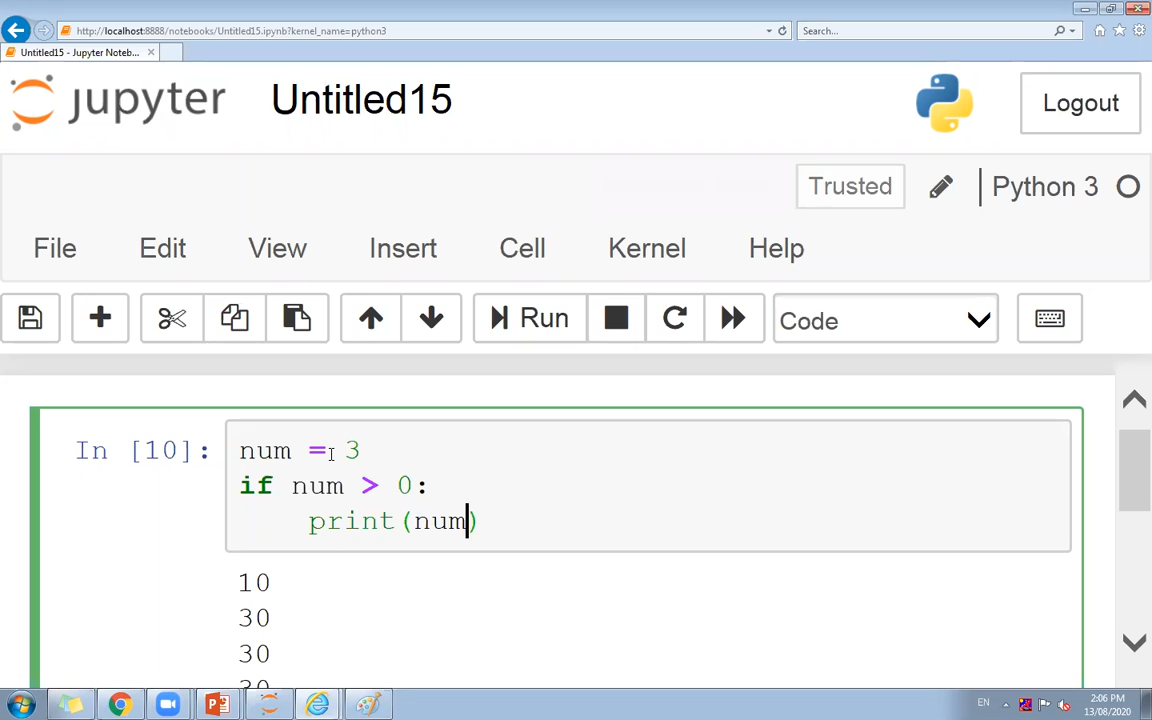 http://localhost:8888/notebooks/Untitled15.ipynb?kernel_name=python3
Search...
Untitled15 - Jupyter Noteb...
jupyter Untitled15
Logout
Trusted
Python 3
File Edit View Insert Cell Kernel Help
Run
Code
In [10]: num = 3
if num > 0:
print(num)
10
30
30
30
EN
2:06 PM
13/08/2020